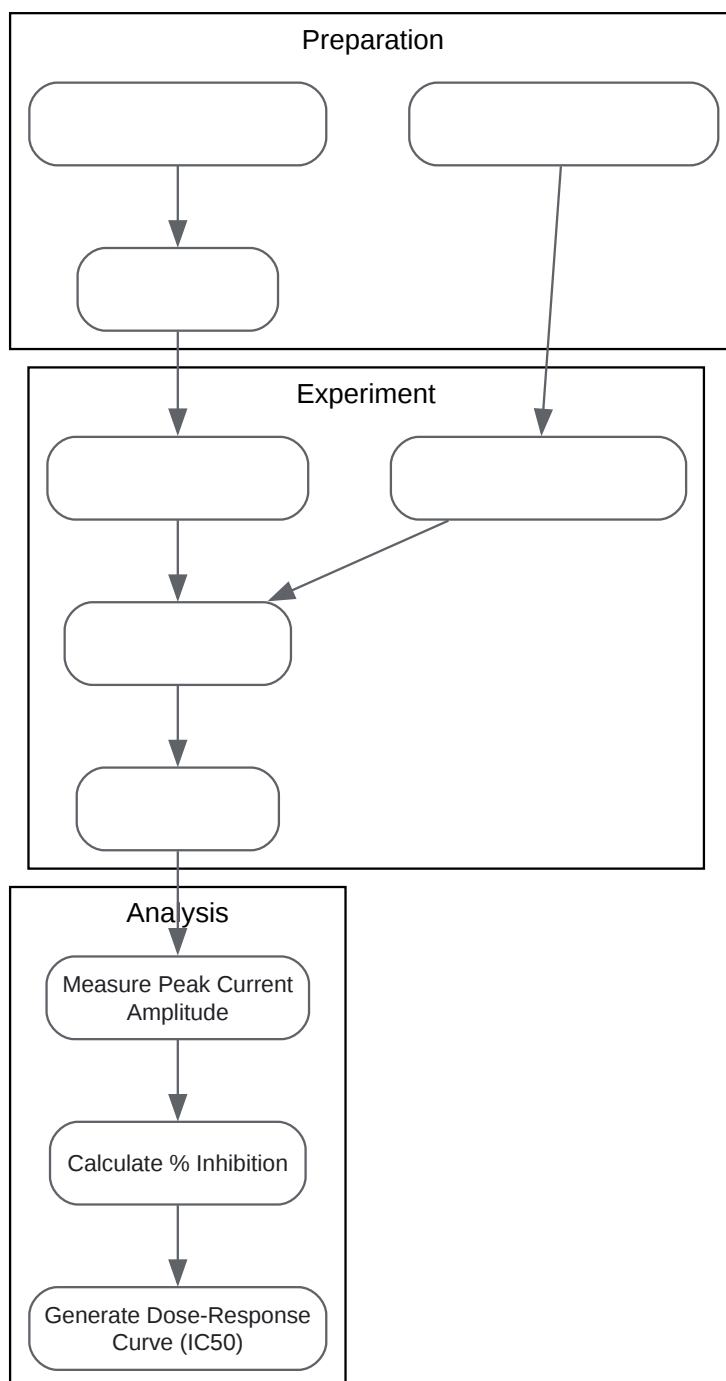 Preparation
Experiment
Analysis
Measure Peak Current
Amplitude
Calculate % Inhibition
Generate Dose-Response
Curve (IC50)